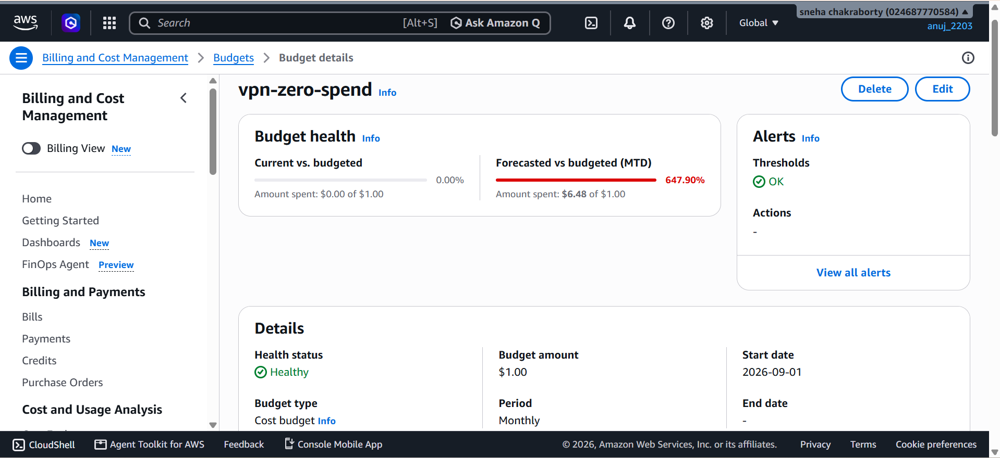 aws
Search [Alt+S] Ask Amazon Q
Global
sneha chakraborty (024687770584)
anuj_2203
Billing and Cost Management > Budgets > Budget details
Billing and Cost
Management
Billing View New
Home
Getting Started
Dashboards New
FinOps Agent Preview
Billing and Payments
Bills
Payments
Credits
Purchase Orders
Cost and Usage Analysis
vpn-zero-spend Info
Delete Edit
Budget health Info
Current vs. budgeted
0.00%
Amount spent: $0.00 of $1.00
Forecasted vs budgeted (MTD)
647.90%
Amount spent: $6.48 of $1.00
Alerts Info
Thresholds
OK
Actions
-
View all alerts
Details
Health status
Healthy
Budget type
Cost budget Info
Budget amount
$1.00
Period
Monthly
Start date
2026-09-01
End date
-
CloudShell Agent Toolkit for AWS Feedback Console Mobile App © 2026, Amazon Web Services, Inc. or its affiliates. Privacy Terms Cookie preferences